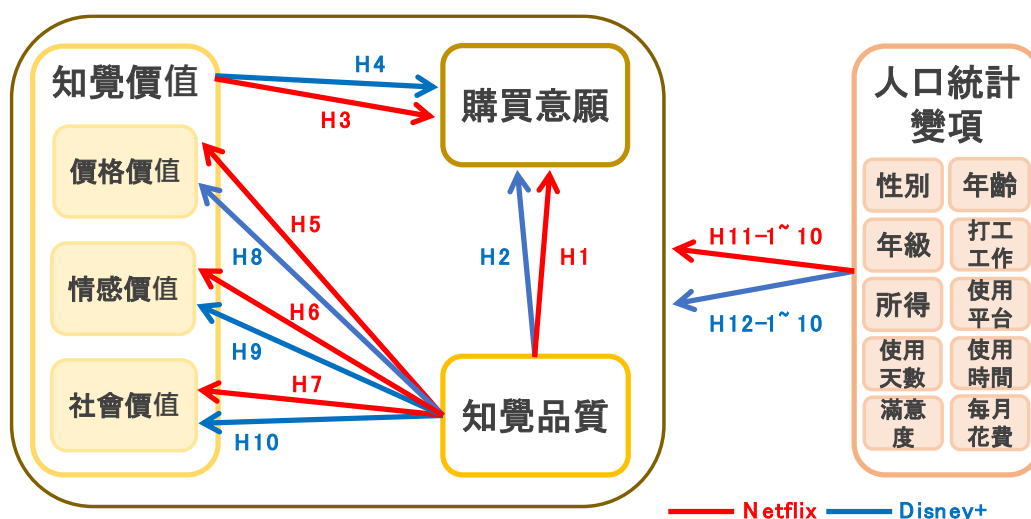 知覺價值
價格價值
情感價值
社會價值
H4
H3
購買意願
H5
H8
H6
H9
H7
H10
H2
H1
知覺品質
H11-1~10
H12-1~10
人口統計
變項
性別
年齡
年級
打工
工作
所得
使用
平台
使用
天數
使用
時間
滿意
度
每月
花費
Netflix
Disney+